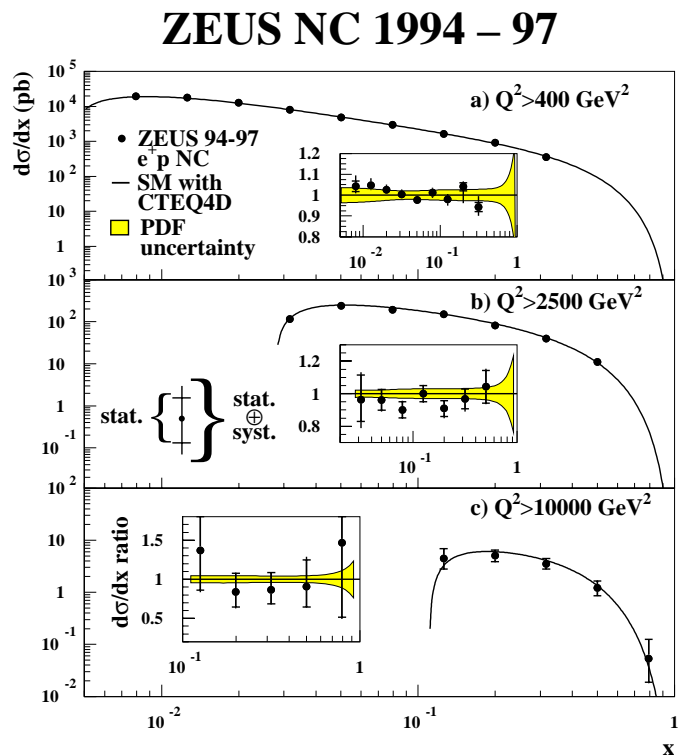 ZEUS NC 1994 – 97
dσ/dx (pb)
10^5
10^4
10^3
10^2
10
1
10^3
a) Q^2>400 GeV^2
ZEUS 94-97
e^+p NC
SM with
CTEQ4D
PDF
uncertainty
1.2
1.1
1
0.9
0.8
10^-2
10^-1
1
10^2
10
1
10^-1
10^2
b) Q^2>2500 GeV^2
stat.
stat.
⊕
syst.
1.2
1
0.8
10^-1
1
10
1
10^-1
10^-2
c) Q^2>10000 GeV^2
dσ/dx ratio
1.5
1
0.5
10^-1
1
10^-2
10^-1
1
x